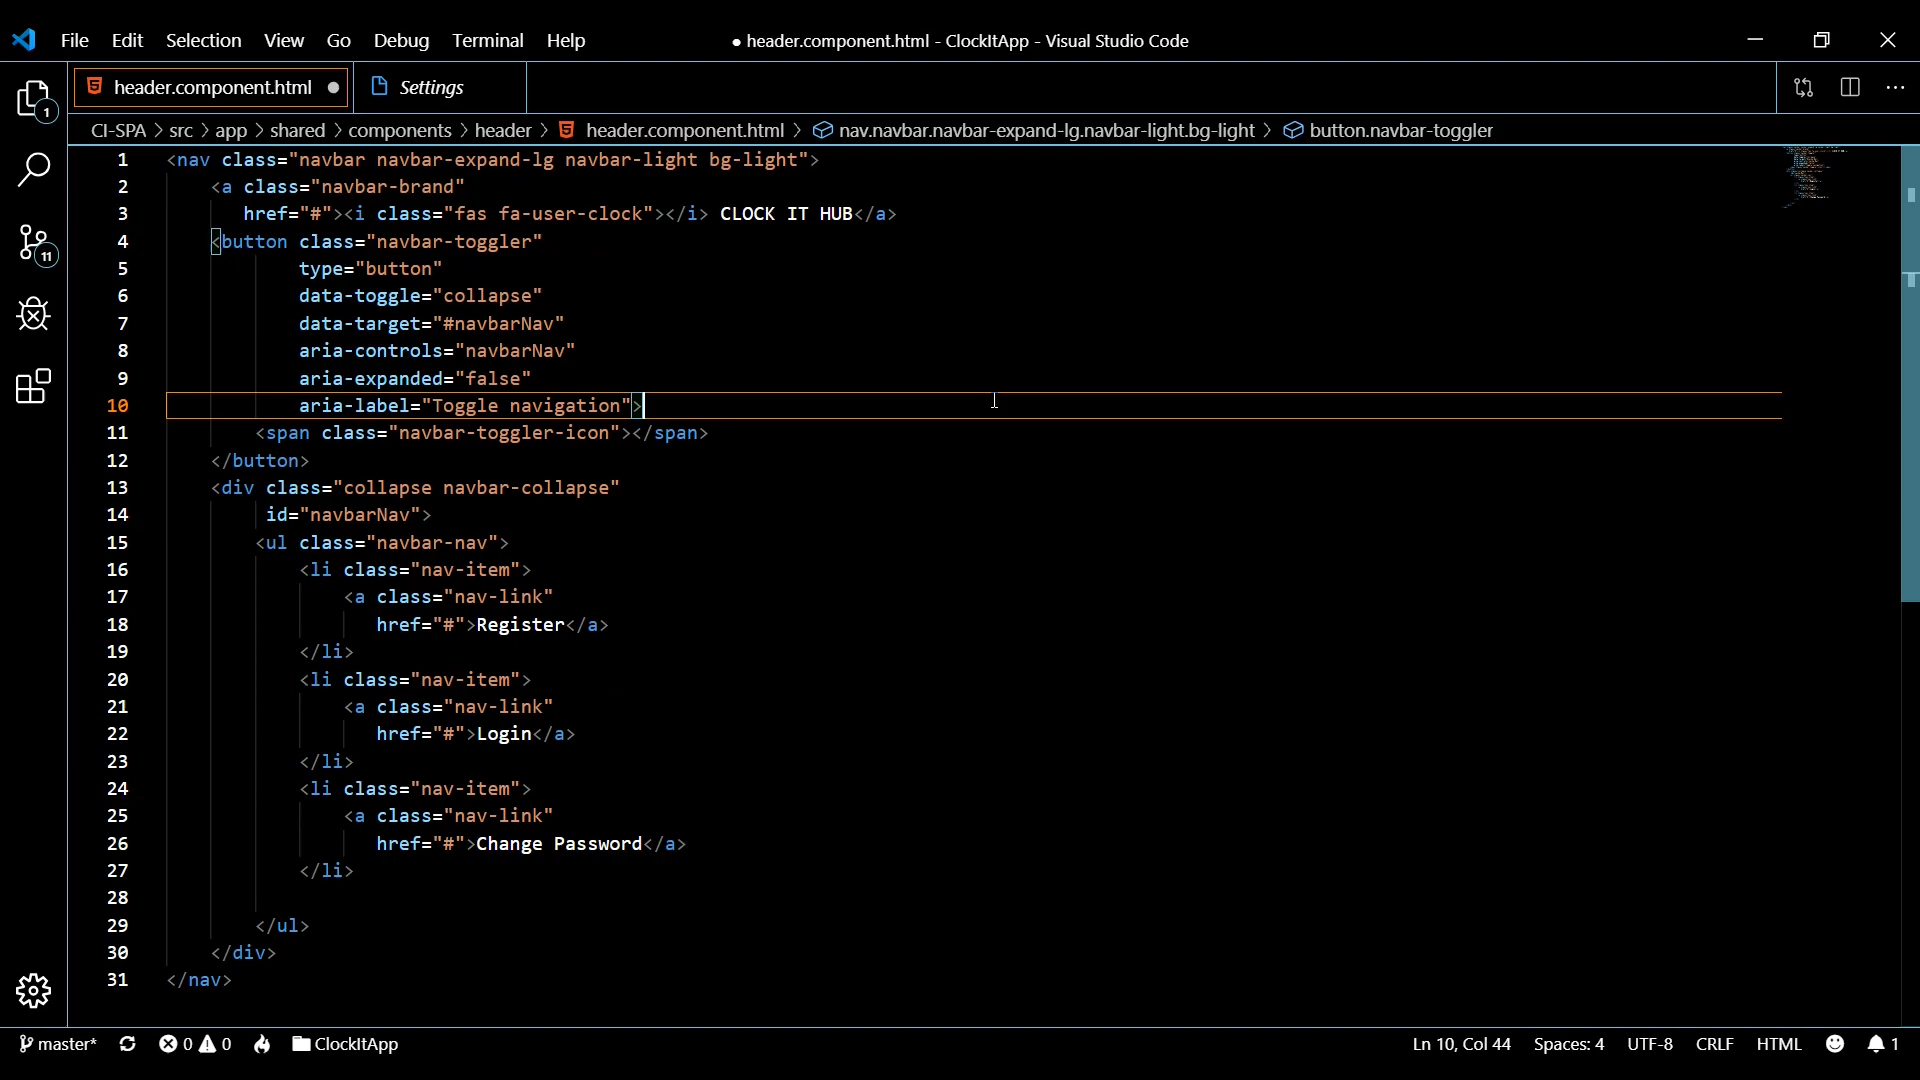 File Edit Selection View Go Debug Terminal Help ● header.component.html - ClockItApp - Visual Studio Code
header.component.html Settings
1
CI-SPA > src > app > shared > components > header > header.component.html > nav.navbar.navbar-expand-lg.navbar-light.bg-light > button.navbar-toggler
1 <nav class="navbar navbar-expand-lg navbar-light bg-light">
2 <a class="navbar-brand"
3 href="#"><i class="fas fa-user-clock"></i> CLOCK IT HUB</a>
4 <button class="navbar-toggler"
11
5 type="button"
6 data-toggle="collapse"
7 data-target="#navbarNav"
8 aria-controls="navbarNav"
9 aria-expanded="false"
10 aria-label="Toggle navigation">
11 <span class="navbar-toggler-icon"></span>
12 </button>
13 <div class="collapse navbar-collapse"
14 id="navbarNav">
15 <ul class="navbar-nav">
16 <li class="nav-item">
17 <a class="nav-link"
18 href="#">Register</a>
19 </li>
20 <li class="nav-item">
21 <a class="nav-link"
22 href="#">Login</a>
23 </li>
24 <li class="nav-item">
25 <a class="nav-link"
26 href="#">Change Password</a>
27 </li>
28
29 </ul>
30 </div>
31 </nav>
master* 0 0 ClockItApp Ln 10, Col 44 Spaces: 4 UTF-8 CRLF HTML 1